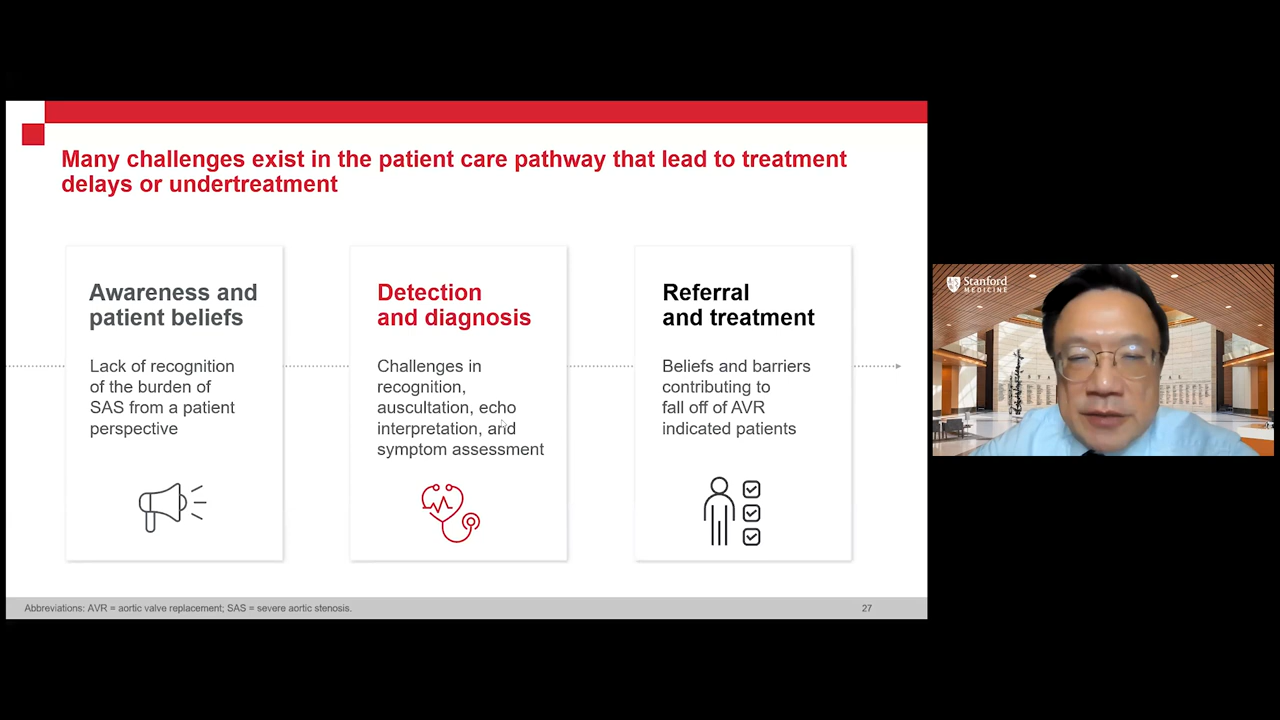 Many challenges exist in the patient care pathway that lead to treatment
delays or undertreatment
Awareness and
patient beliefs
Lack of recognition
of the burden of
SAS from a patient
perspective
Detection
and diagnosis
Challenges in
recognition,
auscultation, echo
interpretation, and
symptom assessment
Referral
and treatment
Beliefs and barriers
contributing to
fall off of AVR
indicated patients
Abbreviations: AVR = aortic valve replacement; SAS = severe aortic stenosis.
27
Stanford
MEDICINE